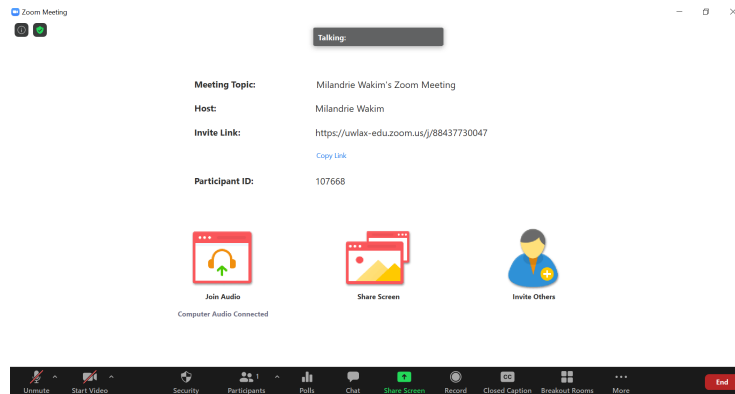 Zoom Meeting
Talking:
Meeting Topic: Milandrie Wakim's Zoom Meeting
Host: Milandrie Wakim
Invite Link: https://uwlax-edu.zoom.us/j/88437730047
Copy Link
Participant ID: 107668
Join Audio Share Screen Invite Others
Computer Audio Connected
Unmute Start Video Security Participants 1 Polls Chat Share Screen Record CC Closed Caption Breakout Rooms More End